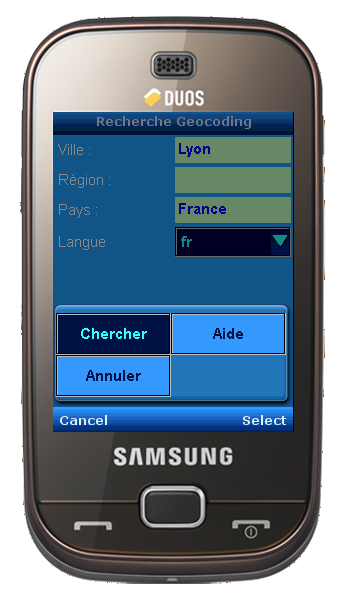 DUOS
Recherche Geocoding
Ville : Lyon
Région :
Pays : France
Langue fr
Chercher Aide
Annuler
Cancel Select
SAMSUNG